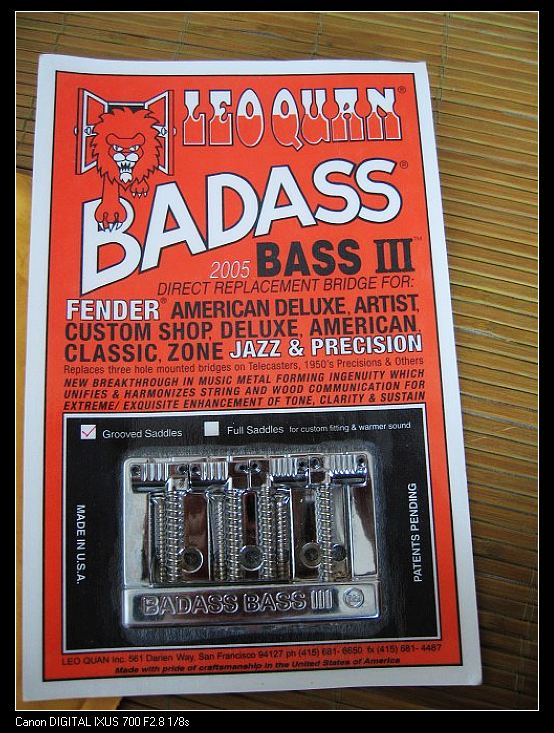 LEO QUAN®
BADASS®
2005 BASS III™
DIRECT REPLACEMENT BRIDGE FOR:
FENDER® AMERICAN DELUXE, ARTIST,
CUSTOM SHOP, DELUXE, AMERICAN,
CLASSIC, ZONE JAZZ & PRECISION
Replaces three hole mounted bridges on Telecasters, 1950's Precisions & Others
NEW BREAKTHROUGH IN MUSIC METAL FORMING INGENUITY WHICH
UNIFIES & HARMONIZES STRING AND WOOD COMMUNICATION FOR
EXTREME/ EXQUISITE ENHANCEMENT OF TONE, CLARITY & SUSTAIN
Grooved Saddles Full Saddles for custom fitting & warmer sound
MADE IN U.S.A.
PATENTS PENDING
BADASS BASS III
LEO QUAN Inc. 561 Darien Way, San Francisco 94127 ph (415) 681- 6650 fx (415) 681- 4487
Made with pride of craftsmanship in the United States of America
Canon DIGITAL IXUS 700 F2.8 1/8s